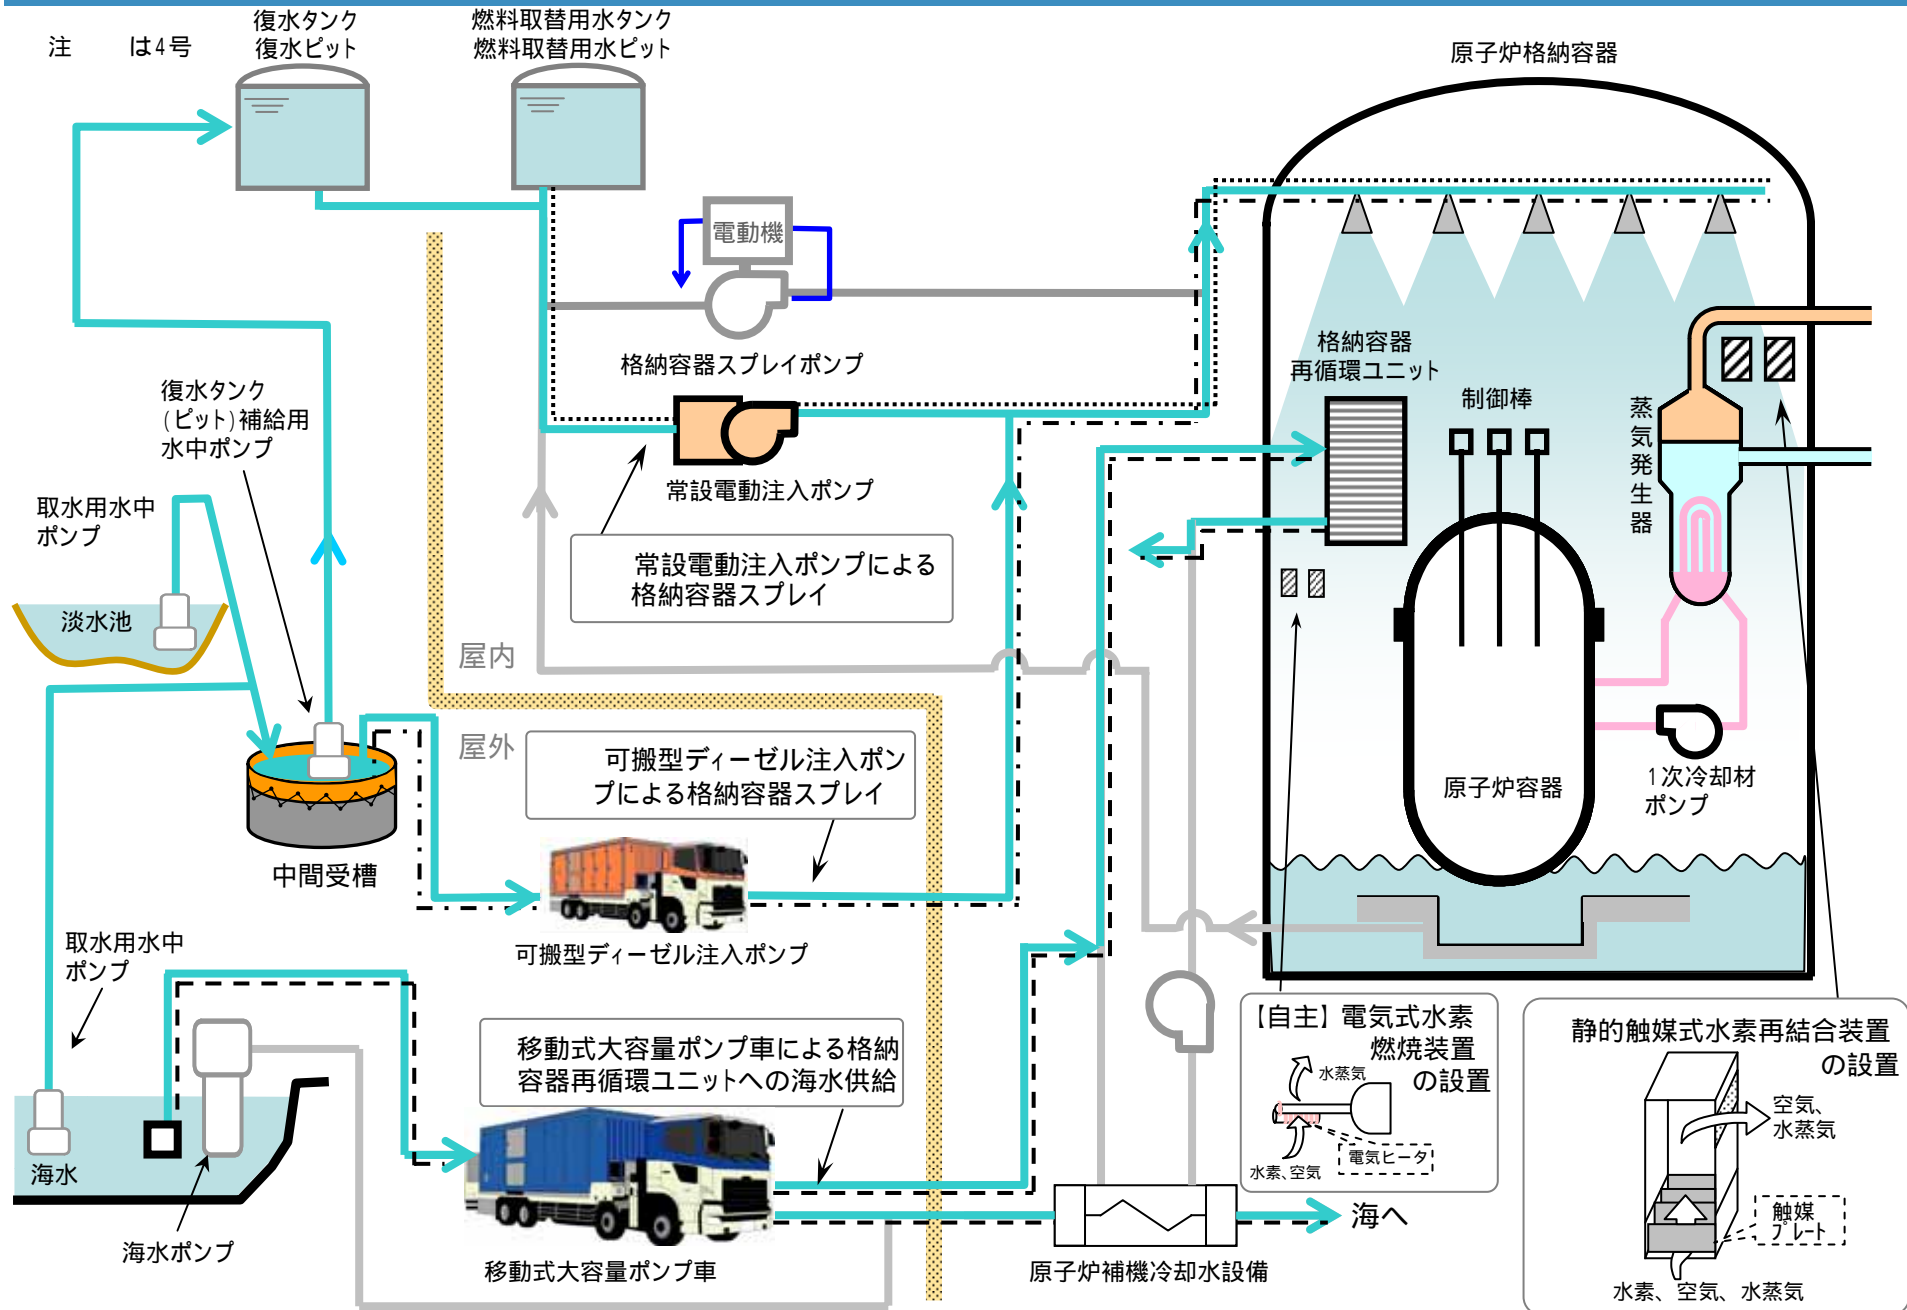 注　　は4号
復水タンク
復水ピット
燃料取替用水タンク
燃料取替用水ピット
原子炉格納容器
電動機
格納容器スプレイポンプ
格納容器
再循環ユニット
制御棒
蒸気発生器
復水タンク
(ピット)補給用
水中ポンプ
常設電動注入ポンプ
取水用水中
ポンプ
常設電動注入ポンプによる
格納容器スプレイ
淡水池
屋内
屋外
可搬型ディーゼル注入ポン
プによる格納容器スプレイ
原子炉容器
1次冷却材
ポンプ
中間受槽
可搬型ディーゼル注入ポンプ
取水用水中
ポンプ
移動式大容量ポンプ車による格納
容器再循環ユニットへの海水供給
【自主】電気式水素
燃焼装置
の設置
水蒸気
電気ヒータ
水素、空気
静的触媒式水素再結合装置
の設置
空気、
水蒸気
触媒
プレート
水素、空気、水蒸気
海水
海水ポンプ
移動式大容量ポンプ車
原子炉補機冷却水設備
海へ